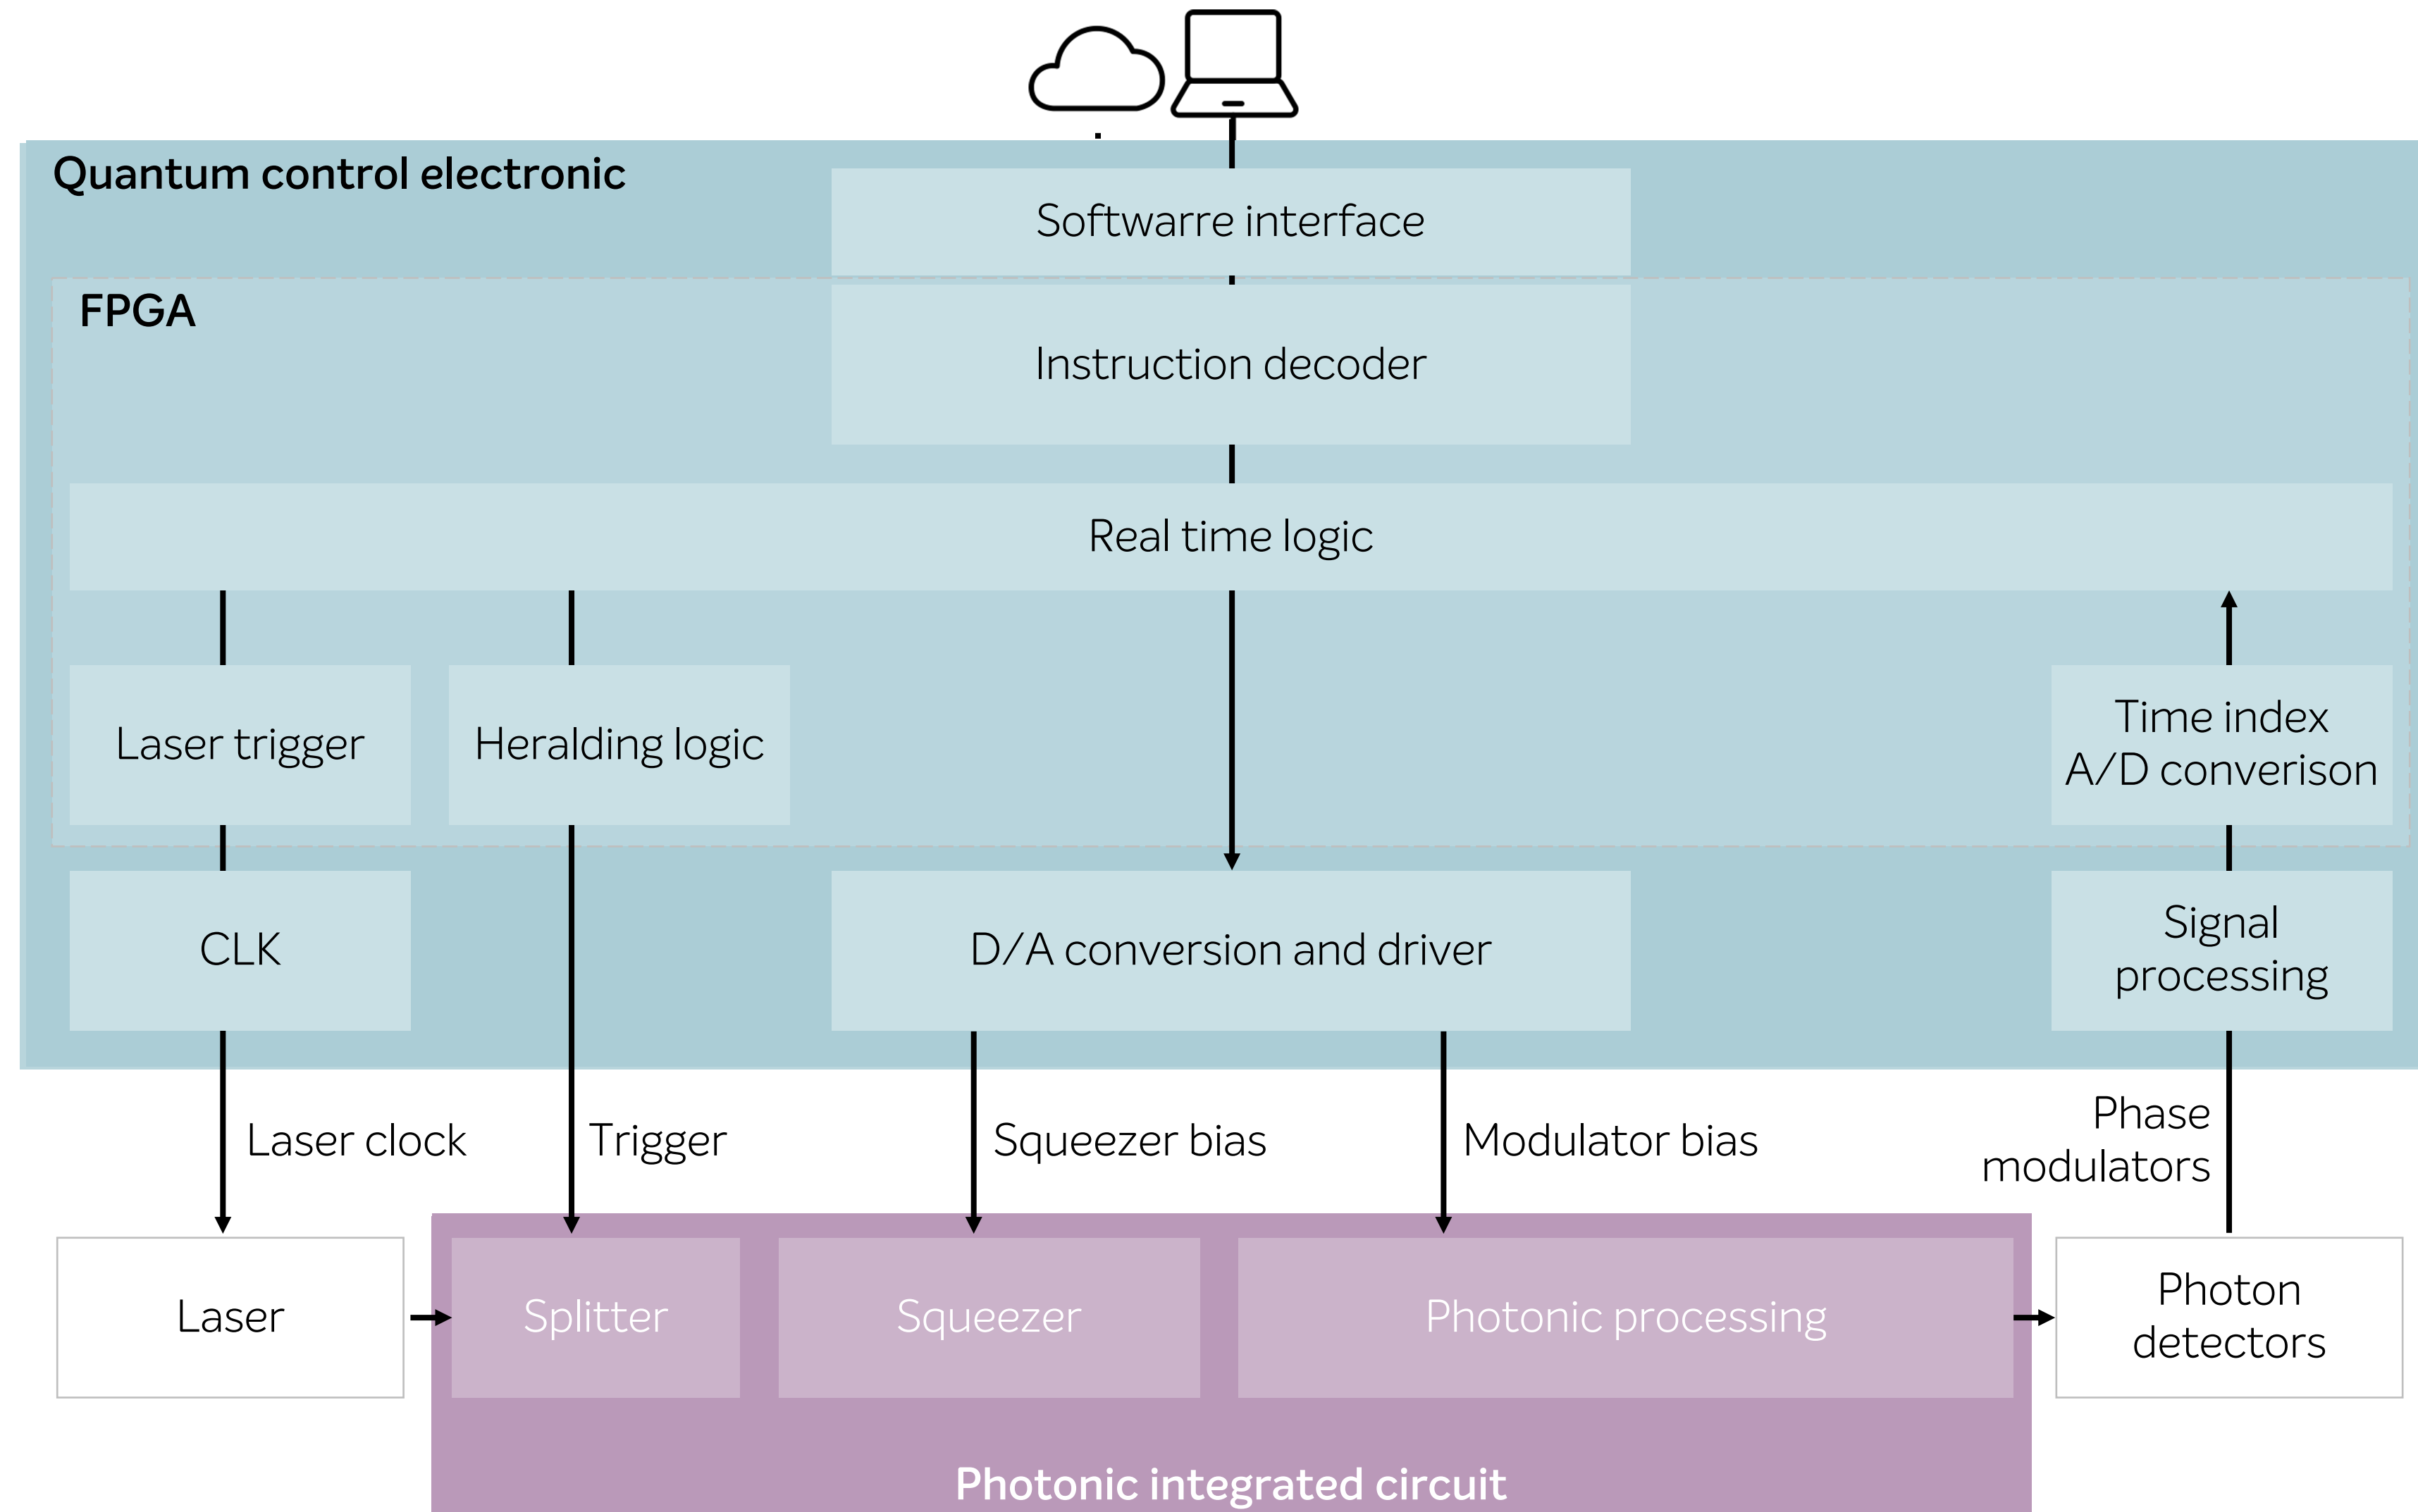 Quantum control electronic
Softwarre interface
FPGA
Instruction decoder
Real time logic
Laser trigger
Heralding logic
Time index
A/D converison
CLK
D/A conversion and driver
Signal
processing
Laser clock
Trigger
Squeezer bias
Modulator bias
Phase
modulators
Laser
Splitter
Squeezer
Photonic processing
Photon
detectors
Photonic integrated circuit